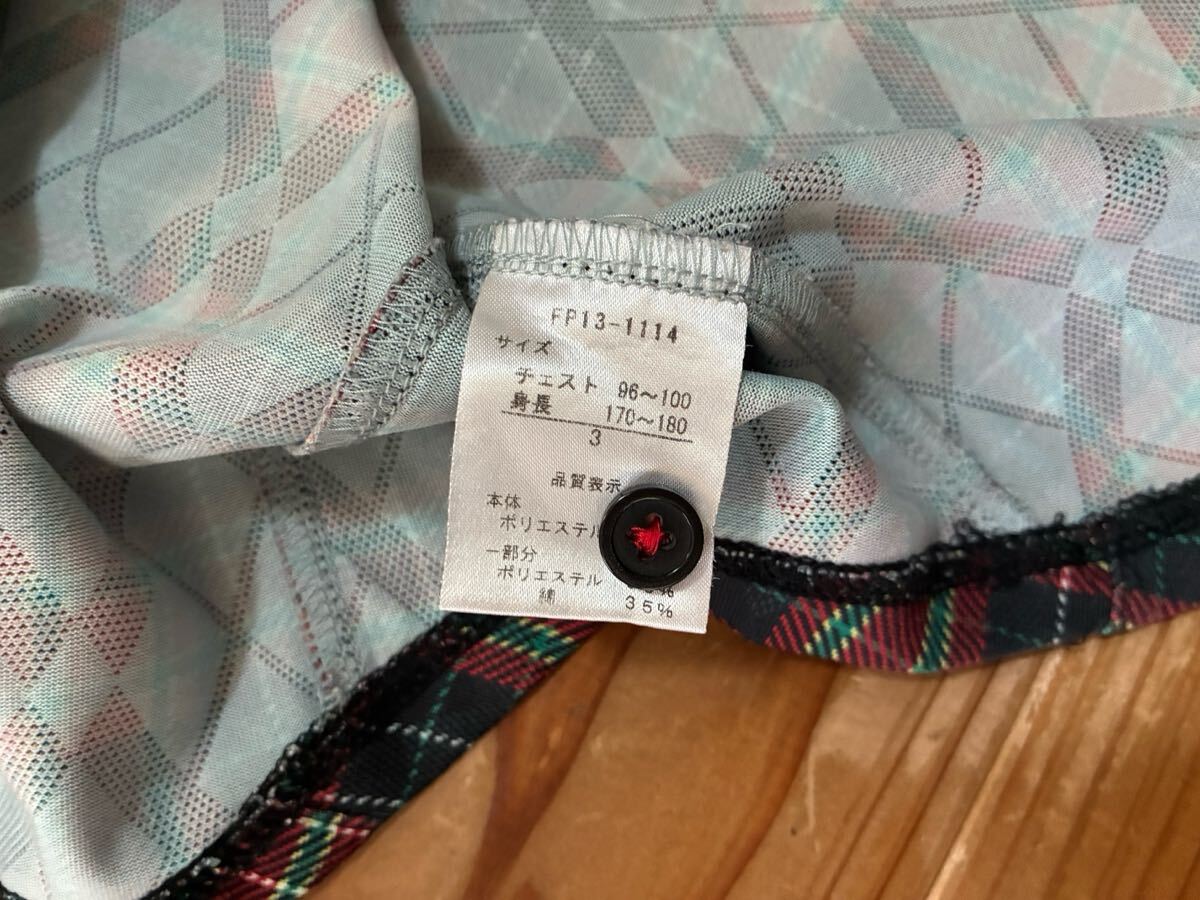 FP13-1114
サイズ
チェスト 96～100
身長 170～180
3
品質表示
本体
ポリエステル
一部分
ポリエステル
綿 35%